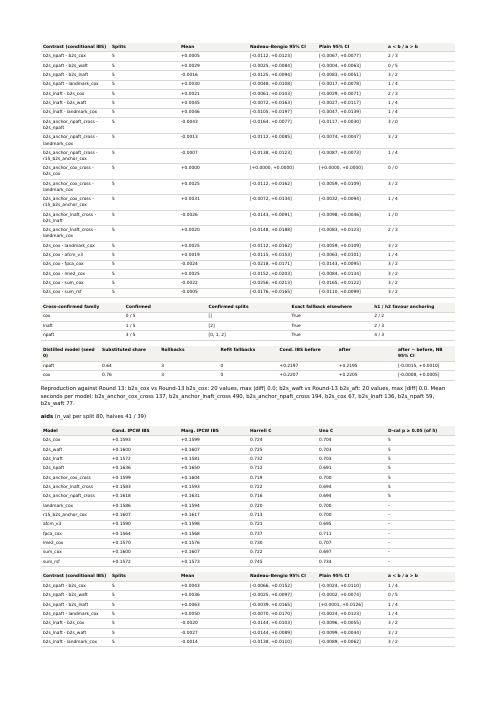 Contrast (conditional IBS) Splits Mean Nadeau-Bengio 95% CI Plain 95% CI a < b / a > b
b2s_npaft - b2s_cox 5 +0.0005 [-0.0112, +0.0123] [-0.0067, +0.0077] 2 / 3
b2s_npaft - b2s_waft 5 +0.0029 [-0.0025, +0.0084] [-0.0004, +0.0063] 0 / 5
b2s_npaft - b2s_lnaft 5 -0.0016 [-0.0125, +0.0094] [-0.0083, +0.0051] 3 / 2
b2s_npaft - landmark_cox 5 +0.0030 [-0.0048, +0.0108] [-0.0017, +0.0078] 1 / 4
b2s_lnaft - b2s_cox 5 +0.0021 [-0.0061, +0.0103] [-0.0029, +0.0071] 2 / 3
b2s_lnaft - b2s_waft 5 +0.0045 [-0.0072, +0.0163] [-0.0027, +0.0117] 1 / 4
b2s_lnaft - landmark_cox 5 +0.0046 [-0.0105, +0.0197] [-0.0047, +0.0139] 1 / 4
b2s_anchor_npaft_cross - 5 -0.0043 [-0.0164, +0.0077] [-0.0117, +0.0030] 3 / 0
b2s_npaft
b2s_anchor_npaft_cross - 5 -0.0013 [-0.0112, +0.0085] [-0.0074, +0.0047] 3 / 2
landmark_cox
b2s_anchor_npaft_cross - 5 -0.0007 [-0.0138, +0.0123] [-0.0087, +0.0073] 1 / 4
r15_b2s_anchor_cox
b2s_anchor_cox_cross - 5 +0.0000 [+0.0000, +0.0000] [+0.0000, +0.0000] 0 / 0
b2s_cox
b2s_anchor_cox_cross - 5 +0.0025 [-0.0112, +0.0162] [-0.0059, +0.0109] 3 / 2
landmark_cox
b2s_anchor_cox_cross - 5 +0.0031 [-0.0072, +0.0134] [-0.0032, +0.0094] 1 / 4
r15_b2s_anchor_cox
b2s_anchor_lnaft_cross - 5 -0.0026 [-0.0143, +0.0091] [-0.0098, +0.0046] 1 / 0
b2s_lnaft
b2s_anchor_lnaft_cross - 5 +0.0020 [-0.0148, +0.0188] [-0.0083, +0.0123] 2 / 3
landmark_cox
b2s_cox - landmark_cox 5 +0.0025 [-0.0112, +0.0162] [-0.0059, +0.0109] 3 / 2
b2s_cox - afcm_vl3 5 +0.0019 [-0.0115, +0.0153] [-0.0063, +0.0102] 1 / 4
b2s_cox - fpca_cox 5 -0.0024 [-0.0218, +0.0171] [-0.0143, +0.0095] 3 / 2
b2s_cox - lme2_cox 5 +0.0025 [-0.0152, +0.0203] [-0.0084, +0.0134] 3 / 2
b2s_cox - sum_cox 5 -0.0022 [-0.0256, +0.0213] [-0.0165, +0.0122] 3 / 2
b2s_cox - sum_rsf 5 -0.0005 [-0.0176, +0.0165] [-0.0110, +0.0099] 3 / 2
Cross-confirmed family Confirmed Confirmed splits Exact fallback elsewhere h1 / h2 favour anchoring
cox 0 / 5 [] True 2 / 2
lnaft 1 / 5 [2] True 2 / 3
npaft 3 / 5 [0, 1, 2] True 4 / 3
Distilled model (seed 0) Substituted share Rollbacks Refit fallbacks Cond. IBS before after after − before, NB 95% CI
npaft 0.64 3 0 +0.2197 +0.2195 [-0.0015, +0.0010]
cox 0.76 3 0 +0.2207 +0.2205 [-0.0008, +0.0005]
Reproduction against Round 13: b2s_cox vs Round-13 b2s_cox: 20 values, max |diff| 0.0; b2s_waft vs Round-13 b2s_aft: 20 values, max |diff| 0.0. Mean
seconds per model: b2s_anchor_cox_cross 137, b2s_anchor_lnaft_cross 490, b2s_anchor_npaft_cross 194, b2s_cox 67, b2s_lnaft 136, b2s_npaft 59,
b2s_waft 77.
aids (n_val per split 80, halves 41 / 39)
Model Cond. IPCW IBS Marg. IPCW IBS Harrell C Uno C D-cal p ≥ 0.05 (of 5)
b2s_cox +0.1593 +0.1599 0.724 0.703 5
b2s_waft +0.1600 +0.1607 0.725 0.703 5
b2s_lnaft +0.1572 +0.1581 0.732 0.703 5
b2s_npaft +0.1636 +0.1650 0.712 0.691 5
b2s_anchor_cox_cross +0.1599 +0.1604 0.719 0.700 5
b2s_anchor_lnaft_cross +0.1583 +0.1593 0.722 0.694 5
b2s_anchor_npaft_cross +0.1618 +0.1631 0.716 0.694 5
landmark_cox +0.1586 +0.1594 0.720 0.700 -
r15_b2s_anchor_cox +0.1607 +0.1617 0.713 0.700 -
afcm_vl3 +0.1590 +0.1598 0.721 0.695 -
fpca_cox +0.1564 +0.1568 0.737 0.711 -
lme2_cox +0.1570 +0.1576 0.730 0.707 -
sum_cox +0.1600 +0.1607 0.722 0.697 -
sum_rsf +0.1572 +0.1573 0.745 0.734 -
Contrast (conditional IBS) Splits Mean Nadeau-Bengio 95% CI Plain 95% CI a < b / a > b
b2s_npaft - b2s_cox 5 +0.0043 [-0.0066, +0.0152] [-0.0024, +0.0110] 1 / 4
b2s_npaft - b2s_waft 5 +0.0036 [-0.0025, +0.0097] [-0.0002, +0.0074] 0 / 5
b2s_npaft - b2s_lnaft 5 +0.0063 [-0.0039, +0.0165] [+0.0001, +0.0126] 1 / 4
b2s_npaft - landmark_cox 5 +0.0050 [-0.0070, +0.0170] [-0.0024, +0.0123] 1 / 4
b2s_lnaft - b2s_cox 5 -0.0020 [-0.0144, +0.0103] [-0.0096, +0.0055] 3 / 2
b2s_lnaft - b2s_waft 5 -0.0027 [-0.0144, +0.0089] [-0.0099, +0.0044] 3 / 2
b2s_lnaft - landmark_cox 5 -0.0014 [-0.0138, +0.0110] [-0.0089, +0.0062] 3 / 2